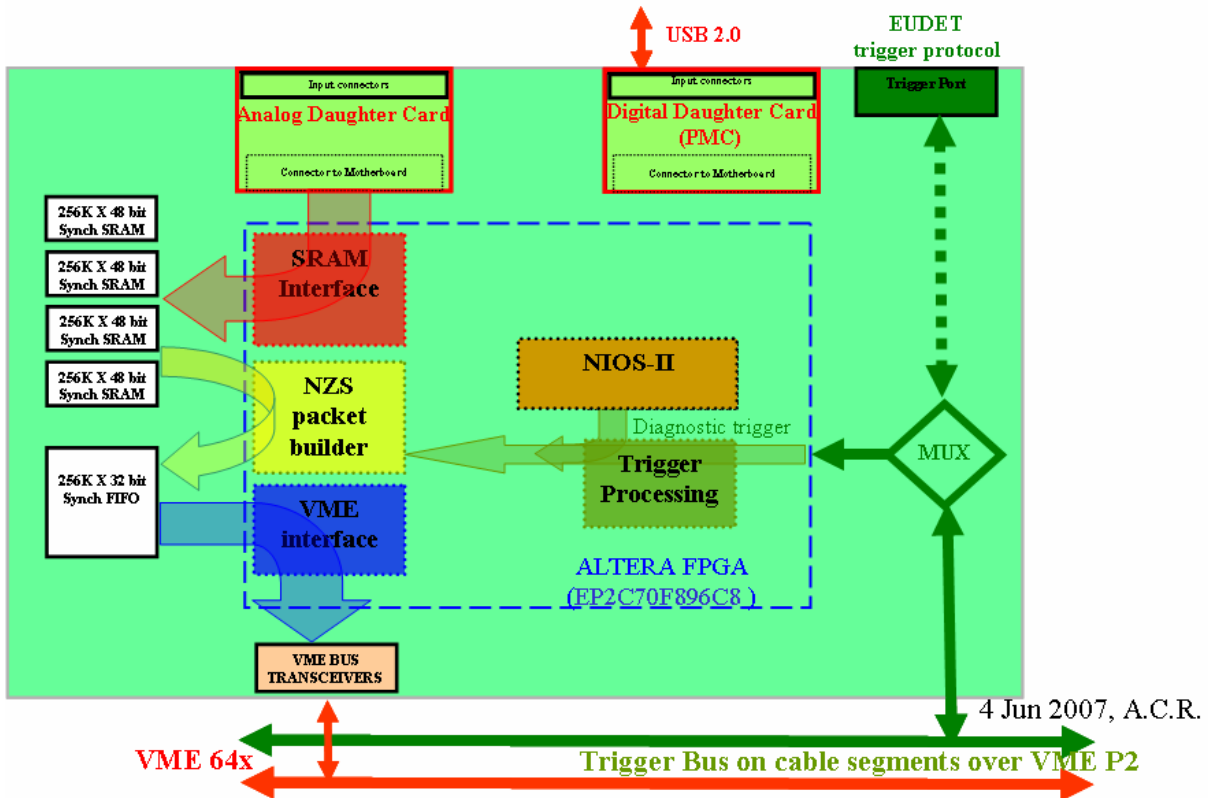 USB 2.0
EUDET
trigger protocol
Input connectors
Analog Daughter Card
Connector to Motherboard
Input connectors
Digital Daughter Card
(PMC)
Connector to Motherboard
Trigger Port
256K X 48 bit
Synch SRAM
256K X 48 bit
Synch SRAM
256K X 48 bit
Synch SRAM
256K X 48 bit
Synch SRAM
256K X 32 bit
Synch FIFO
SRAM
Interface
NZS
packet
builder
VME
interface
NIOS-II
Diagnostic trigger
Trigger
Processing
MUX
ALTERA FPGA
(EP2C70F896C8 )
VME BUS
TRANSCEIVERS
4 Jun 2007, A.C.R.
VME 64x
Trigger Bus on cable segments over VME P2